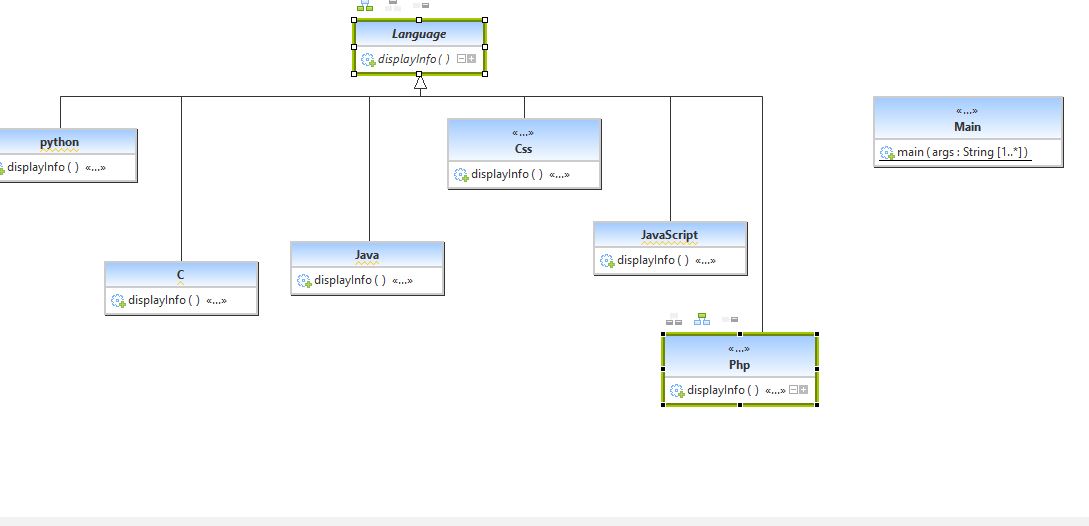 Language
displayInfo ( )
«...»
Main
main ( args : String [1..*] )
python
displayInfo ( ) «...»
«...»
Css
displayInfo ( ) «...»
JavaScript
displayInfo ( ) «...»
Java
displayInfo ( ) «...»
C
displayInfo ( ) «...»
«...»
Php
displayInfo ( ) «...»